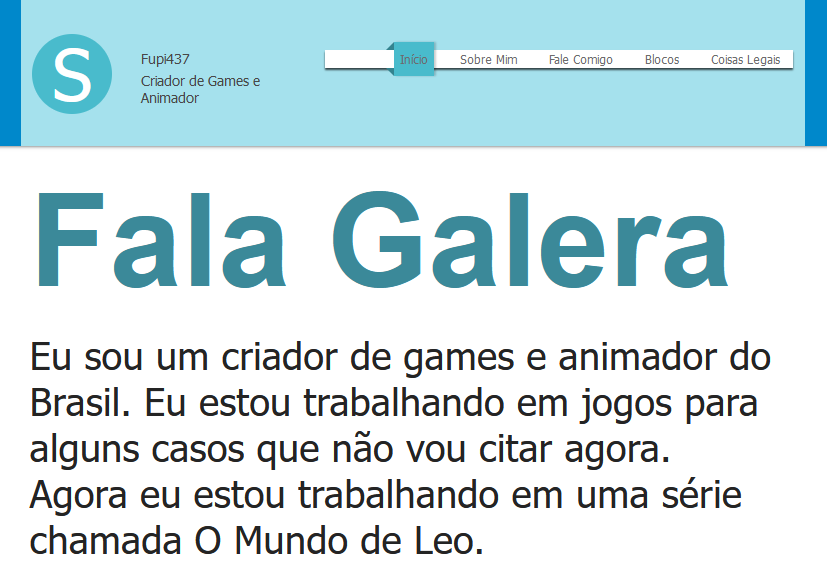 S
Fupi437
Criador de Games e
Animador
Início
Sobre Mim
Fale Comigo
Blocos
Coisas Legais
Fala Galera
Eu sou um criador de games e animador do
Brasil. Eu estou trabalhando em jogos para
alguns casos que não vou citar agora.
Agora eu estou trabalhando em uma série
chamada O Mundo de Leo.